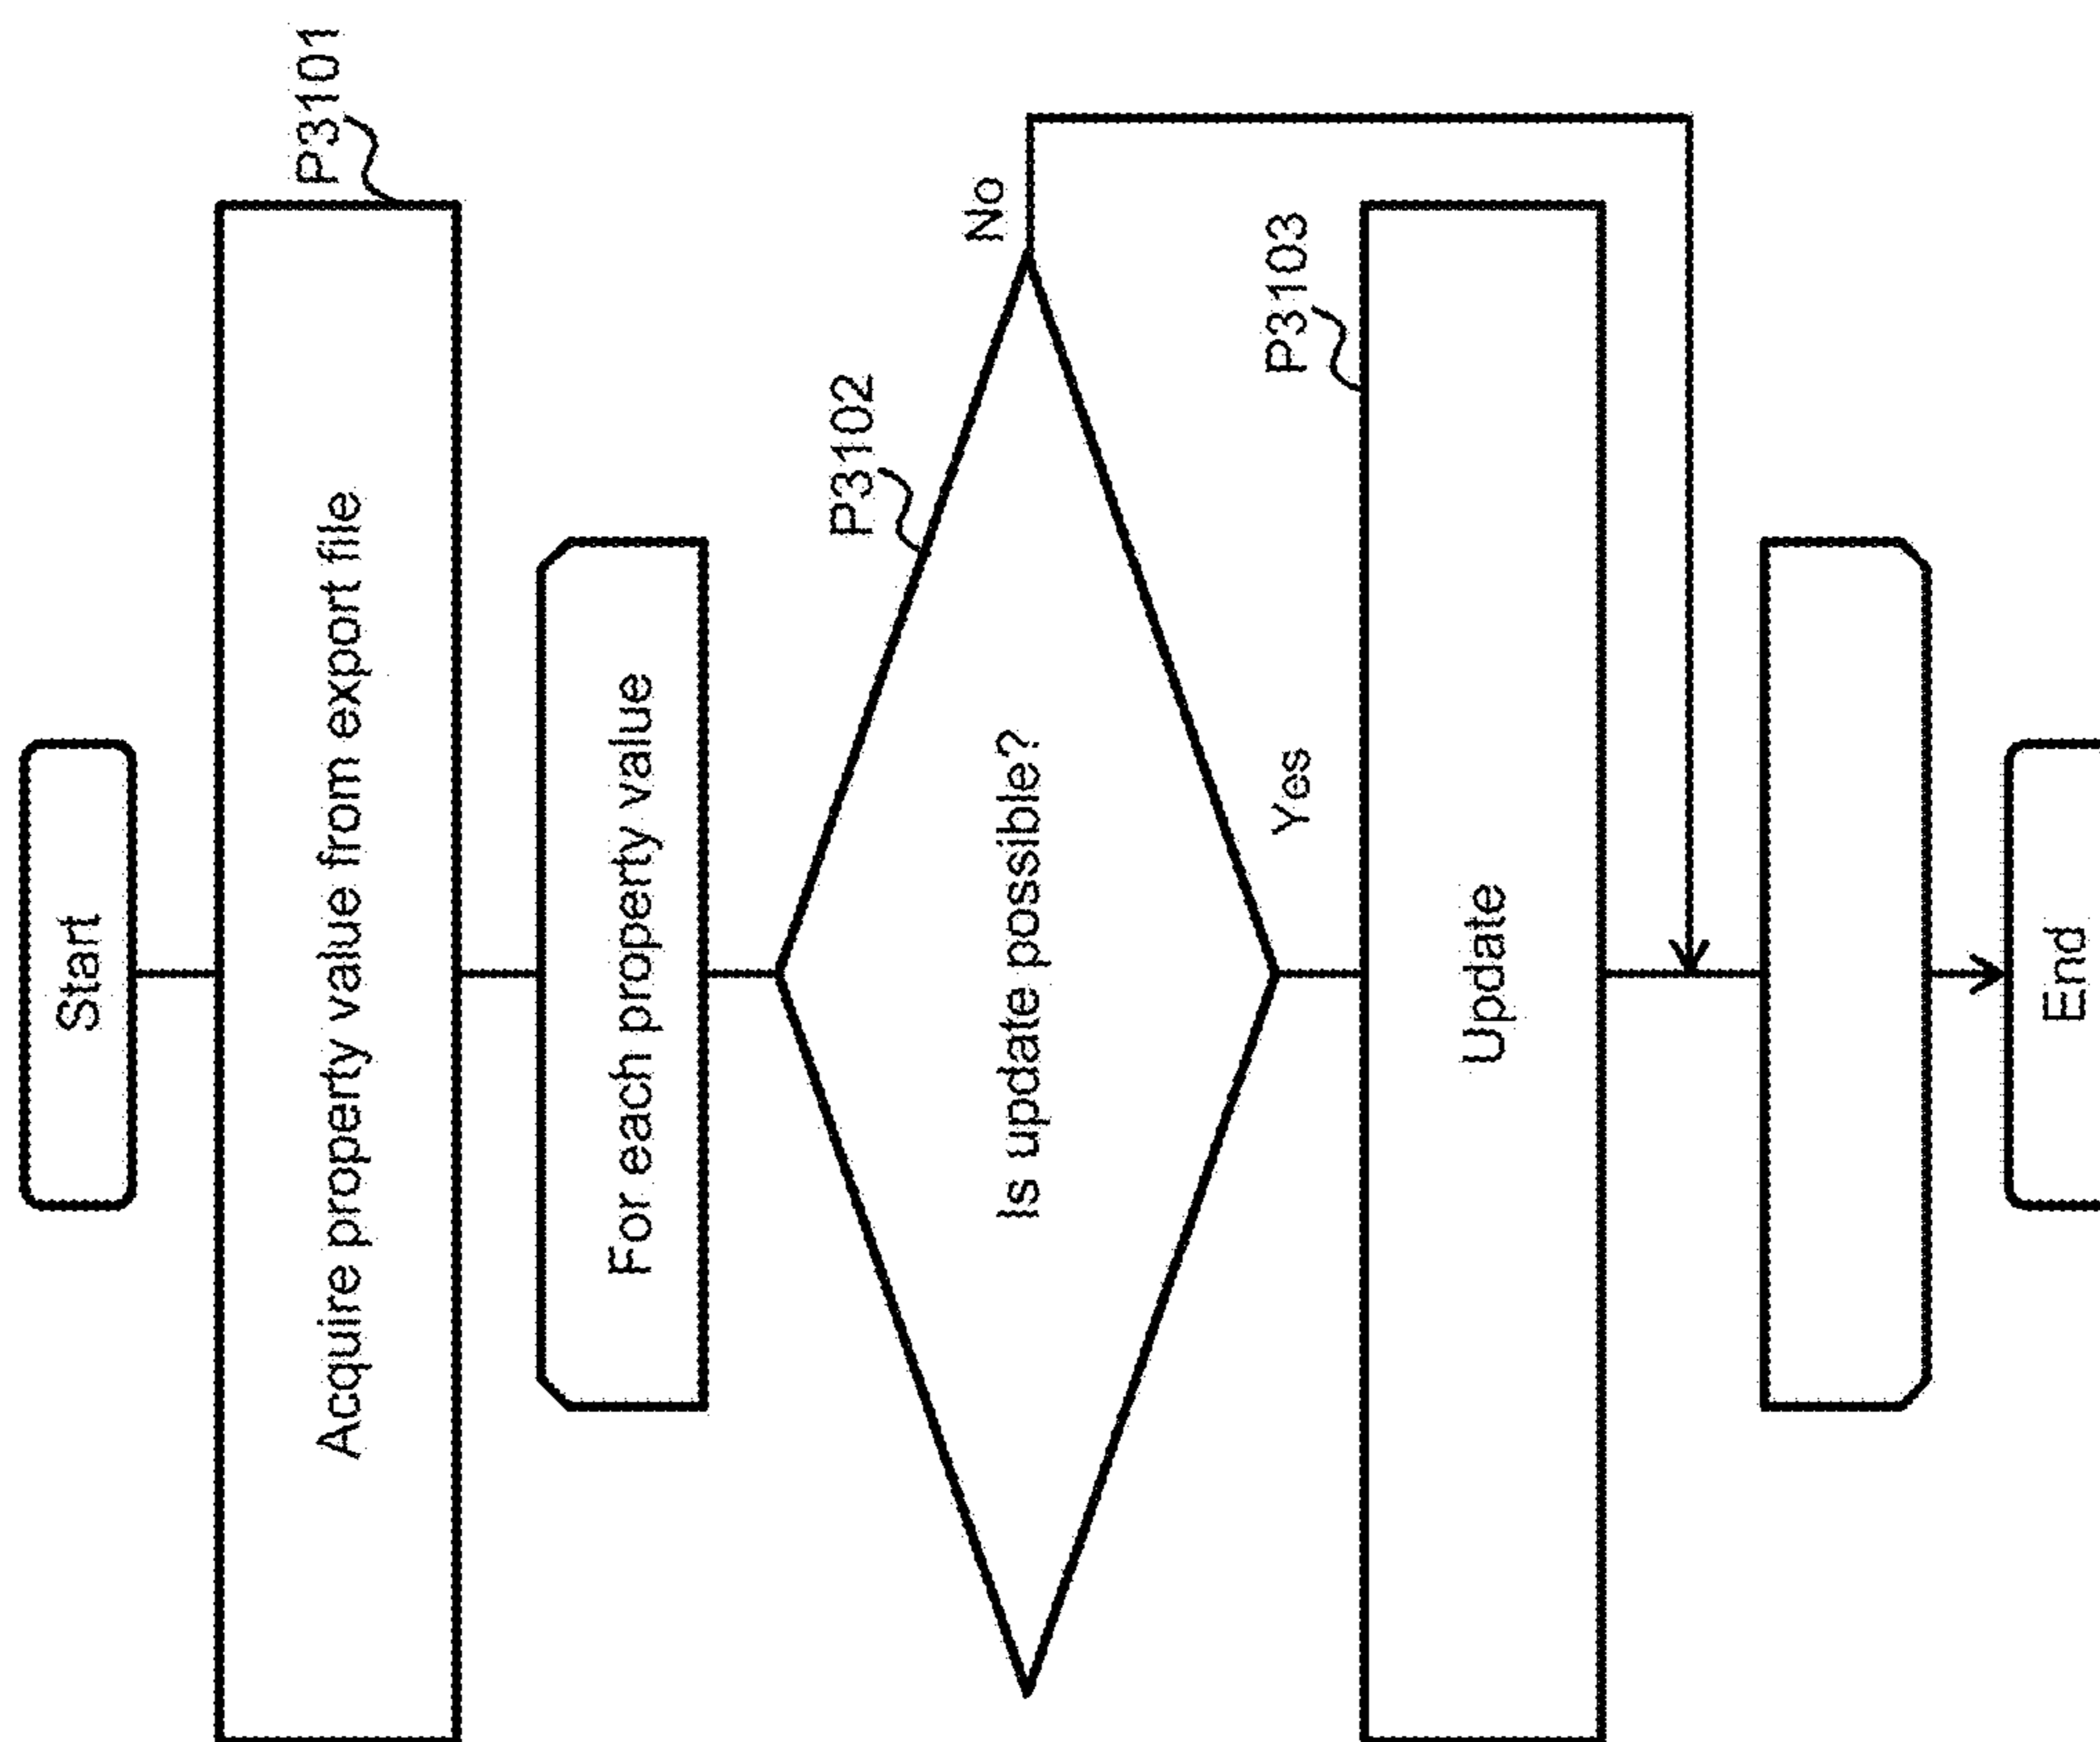 Start
P3101
Acquire property value from export file
For each property value
P3102
Is update possible?
No
Yes
P3103
Update
End